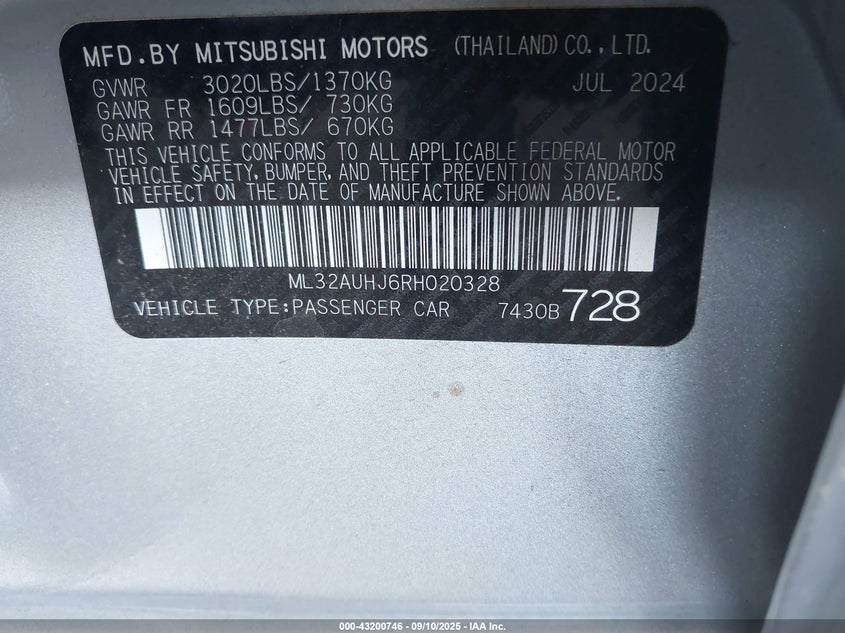 MFD.BY MITSUBISHI MOTORS (THAILAND) CO., LTD.
GVWR 3020LBS/1370KG JUL 2024
GAWR FR 1609LBS/ 730KG
GAWR RR 1477LBS/ 670KG
THIS VEHICLE CONFORMS TO ALL APPLICABLE FEDERAL MOTOR
VEHICLE SAFETY, BUMPER, AND THEFT PREVENTION STANDARDS
IN EFFECT ON THE DATE OF MANUFACTURE SHOWN ABOVE.
ML32AUHJ6RH020328
VEHICLE TYPE:PASSENGER CAR 7430B 728
000-43200746 - 09/10/2025 - IAA Inc.